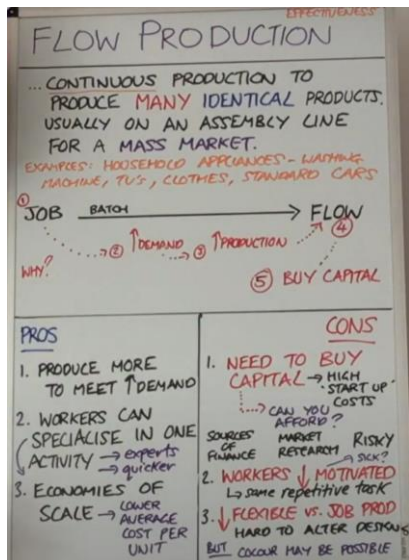 EFFECTIVENESS
FLOW PRODUCTION
... CONTINUOUS PRODUCTION TO
PRODUCE MANY IDENTICAL PRODUCTS.
USUALLY ON AN ASSEMBLY LINE
FOR A MASS MARKET.
EXAMPLES: HOUSEHOLD APPLIANCES - WASHING
MACHINE, TV'S, CLOTHES, STANDARD CARS
① JOB BATCH → FLOW ④
WHY? ② ↑DEMAND ③ ↑PRODUCTION
⑤ BUY CAPITAL
PROS
1. PRODUCE MORE
TO MEET ↑DEMAND
2. WORKERS CAN
SPECIALISE IN ONE
ACTIVITY → experts
→ quicker
3. ECONOMIES OF
SCALE → LOWER
AVERAGE
COST PER
UNIT
CONS
1. NEED TO BUY
CAPITAL → HIGH
START UP
COSTS
→ CAN YOU
AFFORD?
SOURCES OF FINANCE
MARKET RESEARCH
RISKY
SICK?
2. WORKERS ↓ MOTIVATED
↳ same repetitive task
3. ↓ FLEXIBLE VS. JOB PROD
HARD TO ALTER DESIGN
BUT COLOUR MAY BE POSSIBLE